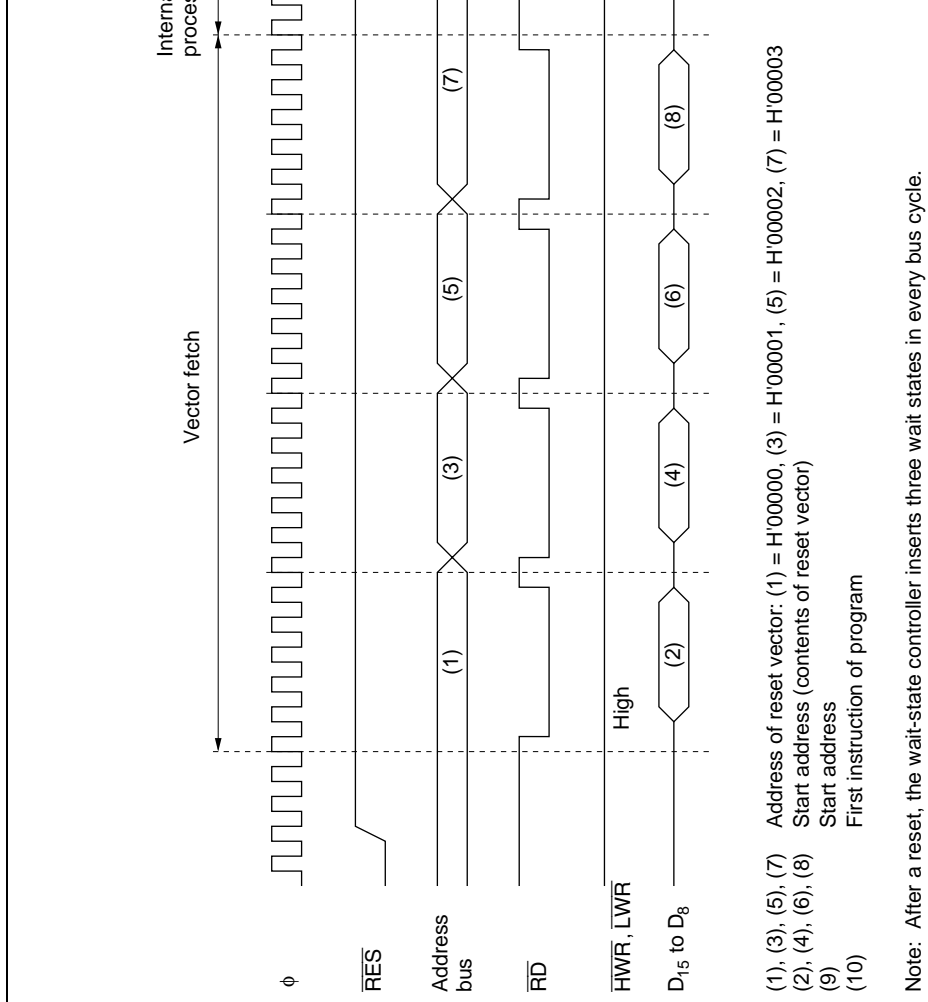 Interna
proces
Vector fetch
φ
RES
Address
bus
(1)
(3)
(5)
(7)
RD
HWR, LWR
High
D15 to D8
(2)
(4)
(6)
(8)
(1), (3), (5), (7) Address of reset vector: (1) = H'00000, (3) = H'00001, (5) = H'00002, (7) = H'00003
(2), (4), (6), (8) Start address (contents of reset vector)
(9) Start address
(10) First instruction of program
Note: After a reset, the wait-state controller inserts three wait states in every bus cycle.